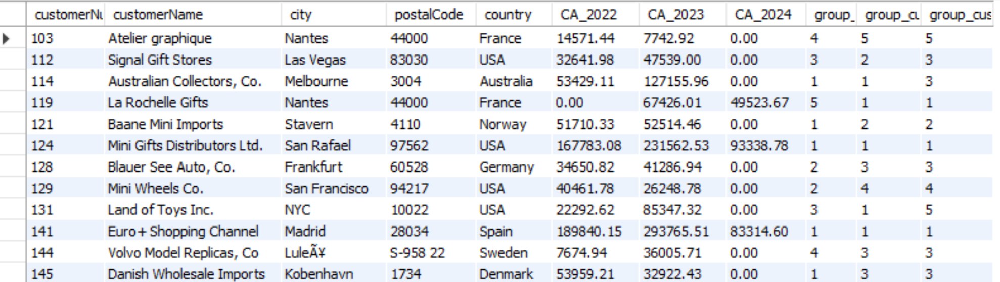 customerNu customerName city postalCode country CA_2022 CA_2023 CA_2024 group_ group_cu group_cus
103 Atelier graphique Nantes 44000 France 14571.44 7742.92 0.00 4 5 5
112 Signal Gift Stores Las Vegas 83030 USA 32641.98 47539.00 0.00 3 2 3
114 Australian Collectors, Co. Melbourne 3004 Australia 53429.11 127155.96 0.00 1 1 3
119 La Rochelle Gifts Nantes 44000 France 0.00 67426.01 49523.67 5 1 1
121 Baane Mini Imports Stavern 4110 Norway 51710.33 52514.46 0.00 1 2 2
124 Mini Gifts Distributors Ltd. San Rafael 97562 USA 167783.08 231562.53 93338.78 1 1 1
128 Blauer See Auto, Co. Frankfurt 60528 Germany 34650.82 41286.94 0.00 2 3 3
129 Mini Wheels Co. San Francisco 94217 USA 40461.78 26248.78 0.00 2 4 4
131 Land of Toys Inc. NYC 10022 USA 22292.62 85347.32 0.00 3 1 5
141 Euro+ Shopping Channel Madrid 28034 Spain 189840.15 293765.51 83314.60 1 1 1
144 Volvo Model Replicas, Co LuleÃ¥ S-958 22 Sweden 7674.94 36005.71 0.00 4 3 3
145 Danish Wholesale Imports Kobenhavn 1734 Denmark 53959.21 32922.43 0.00 1 3 3